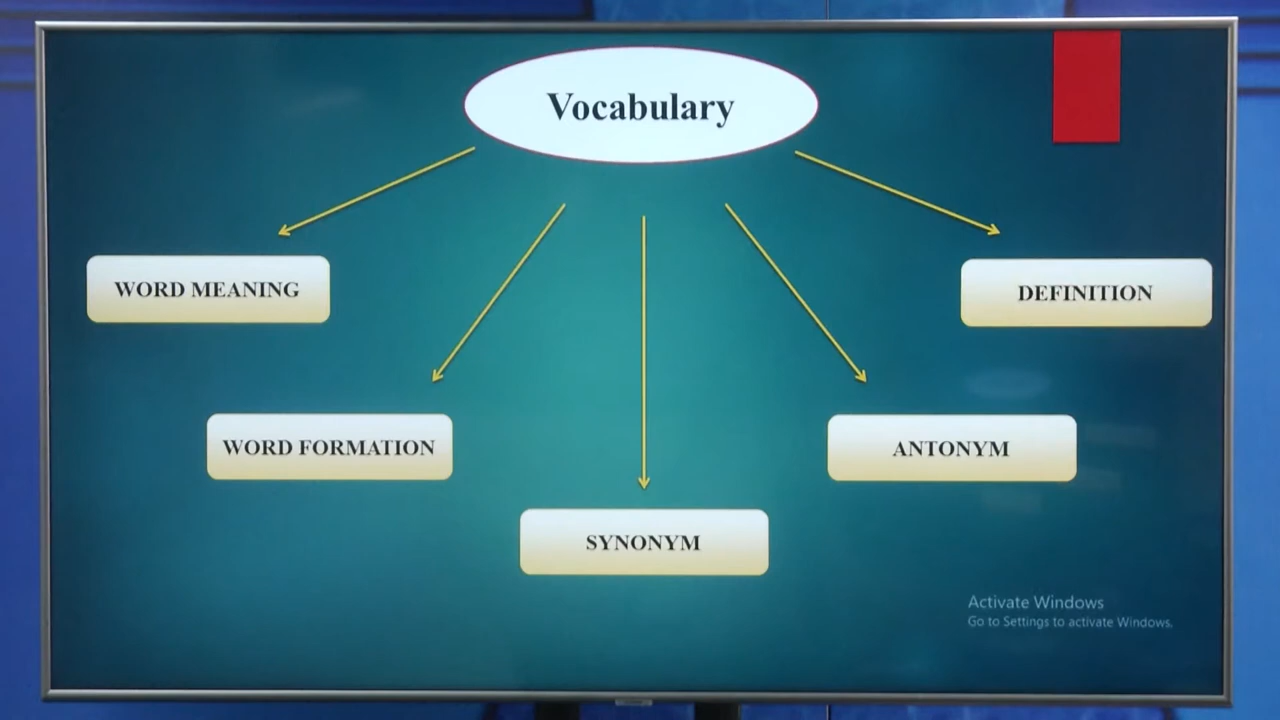 Vocabulary
WORD MEANING
DEFINITION
WORD FORMATION
ANTONYM
SYNONYM
Activate Windows
Go to Settings to activate Windows.